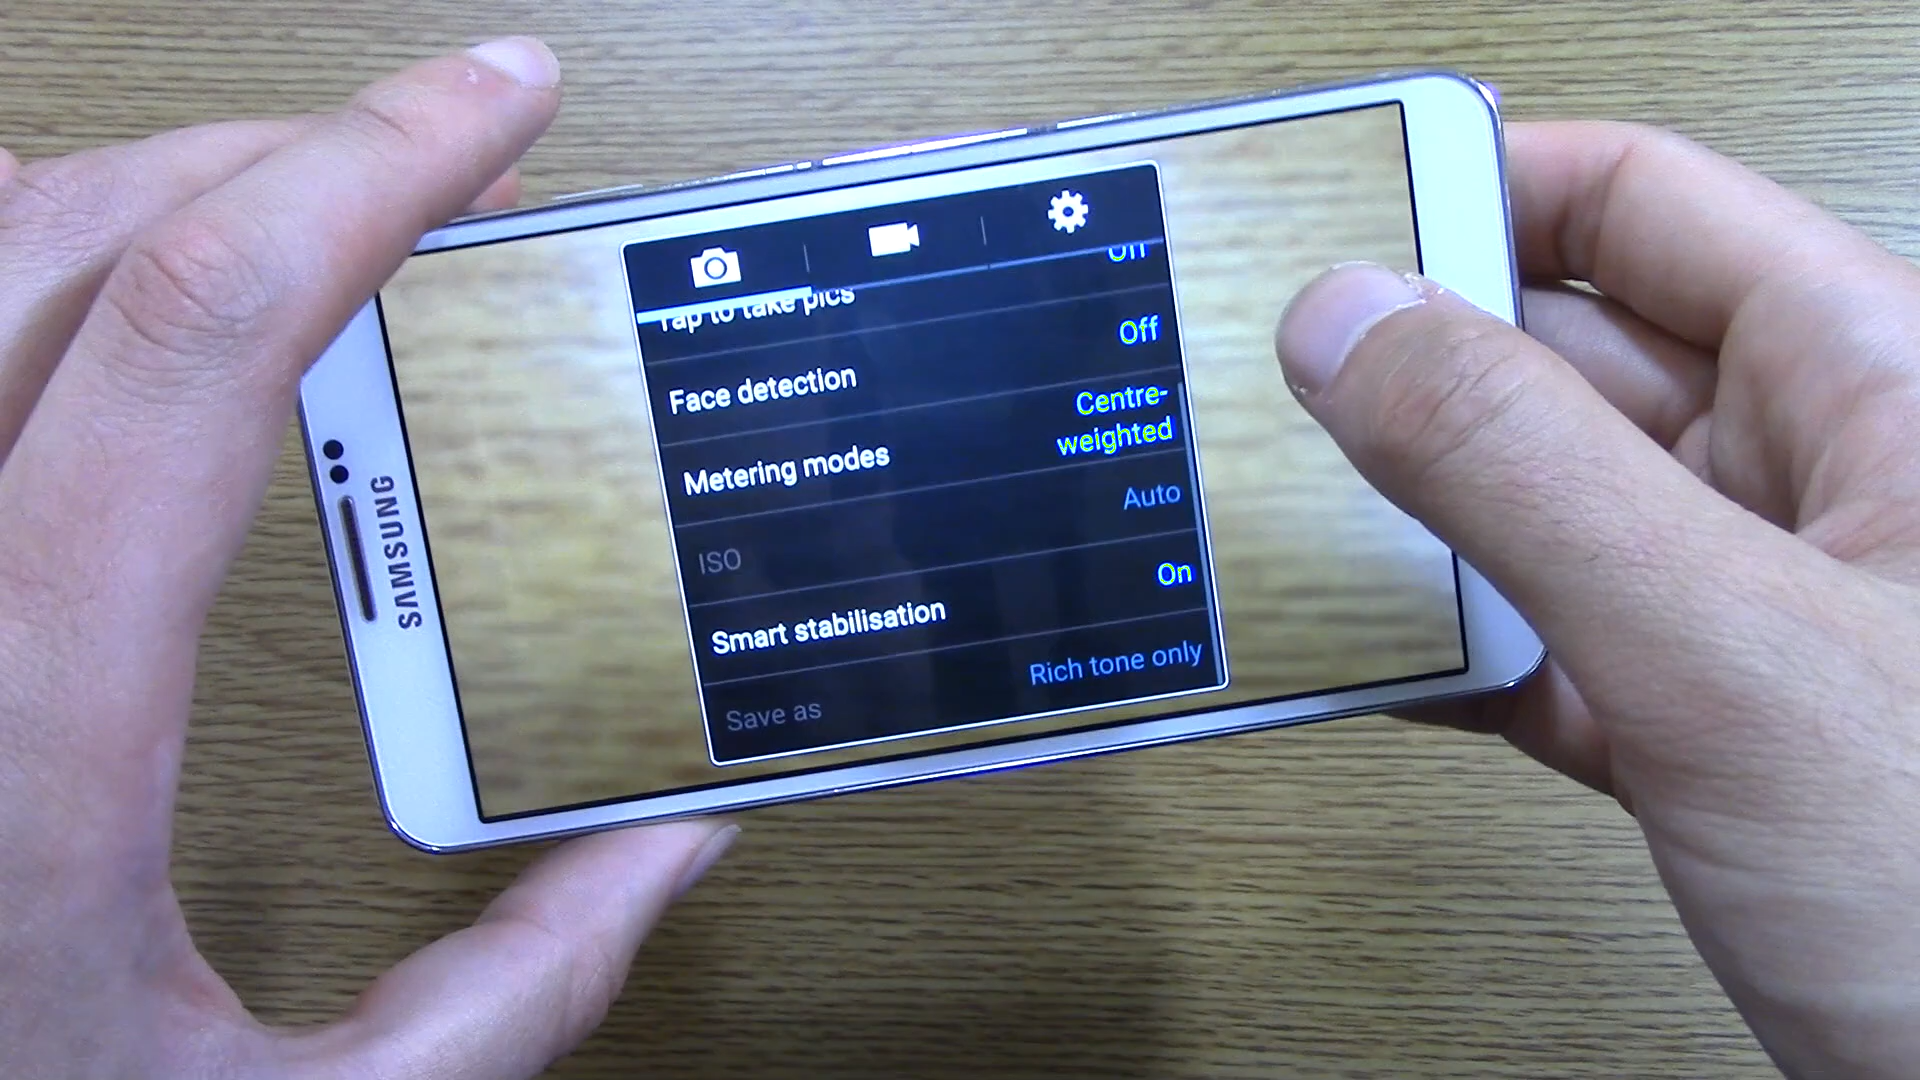 SAMSUNG
Tap to take pics
Off
Face detection
Off
Metering modes
Centre-
weighted
ISO
Auto
Smart stabilisation
On
Save as
Rich tone only